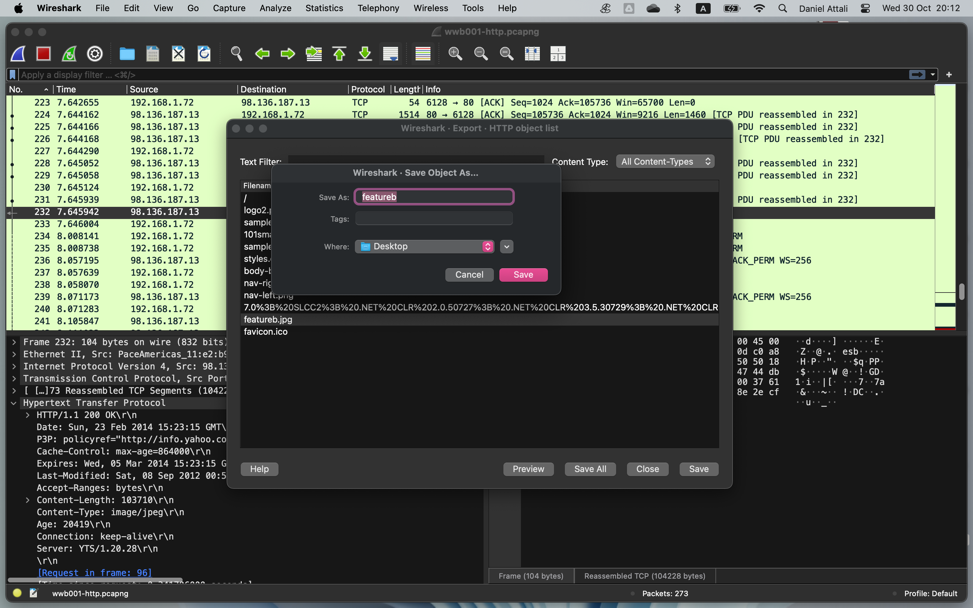 Wireshark File Edit View Go Capture Analyze Statistics Telephony Wireless Tools Help A Daniel Attali Wed 30 Oct 20:12
wwb001-http.pcapng
Apply a display filter ... <⌘/>
No. Time Source Destination Protocol Length Info
223 7.642655 192.168.1.72 98.136.187.13 TCP 54 6128 → 80 [ACK] Seq=1024 Ack=105736 Win=65700 Len=0
224 7.644162 98.136.187.13 192.168.1.72 TCP 1514 80 → 6128 [ACK] Seq=105736 Ack=1024 Win=9216 Len=1460 [TCP PDU reassembled in 232]
225 7.644166 98.136.187.13 PDU reassembled in 232]
226 7.644168 98.136.187.13 [TCP PDU reassembled in 232]
227 7.644290 192.168.1.72
228 7.645052 98.136.187.13 PDU reassembled in 232]
229 7.645058 98.136.187.13 PDU reassembled in 232]
230 7.645124 192.168.1.72
231 7.645939 98.136.187.13 PDU reassembled in 232]
232 7.645942 98.136.187.13
233 7.646004 192.168.1.72
234 8.008141 192.168.1.72 RM
235 8.008738 192.168.1.72 RM
236 8.057195 98.136.187.13 ACK_PERM WS=256
237 8.057639 192.168.1.72
238 8.058070 192.168.1.72
239 8.071173 98.136.187.13 ACK_PERM WS=256
240 8.071283 192.168.1.72
241 8.105847 98.136.187.13
Wireshark · Export · HTTP object list
Text Filter: Content Type: All Content-Types
Filenam
/
logo2.p
sample
101sma
sample
styles.c
body-b
nav-rig
nav-left.png
7.0%3B%20SLCC2%3B%20.NET%20CLR%202.0.50727%3B%20.NET%20CLR%203.5.30729%3B%20.NET%20CLR
featureb.jpg
favicon.ico
Help Preview Save All Close Save
Wireshark · Save Object As...
Save As: featureb
Tags:
Where: Desktop
Cancel Save
Frame 232: 104 bytes on wire (832 bits)
Ethernet II, Src: PaceAmericas_11:e2:b9
Internet Protocol Version 4, Src: 98.13
Transmission Control Protocol, Src Port
[ […]73 Reassembled TCP Segments (10422
Hypertext Transfer Protocol
HTTP/1.1 200 OK\r\n
Date: Sun, 23 Feb 2014 15:23:15 GMT\
P3P: policyref="http://info.yahoo.co
Cache-Control: max-age=864000\r\n
Expires: Wed, 05 Mar 2014 15:23:15 G
Last-Modified: Sat, 08 Sep 2012 00:5
Accept-Ranges: bytes\r\n
Content-Length: 103710\r\n
Content-Type: image/jpeg\r\n
Age: 20419\r\n
Connection: keep-alive\r\n
Server: YTS/1.20.28\r\n
\r\n
[Request in frame: 96]
00 45 00 ··d····] ······E·
0d c0 a8 ·Z··@·. esb·····
50 50 18 ·H·P··"· ··$q·PP·
47 44 db ·$·····W @··!·GD·
00 37 61 1·i··|[· ···7··7a
8e 2e cf
Frame (104 bytes) Reassembled TCP (104228 bytes)
wwb001-http.pcapng Packets: 273 Profile: Default